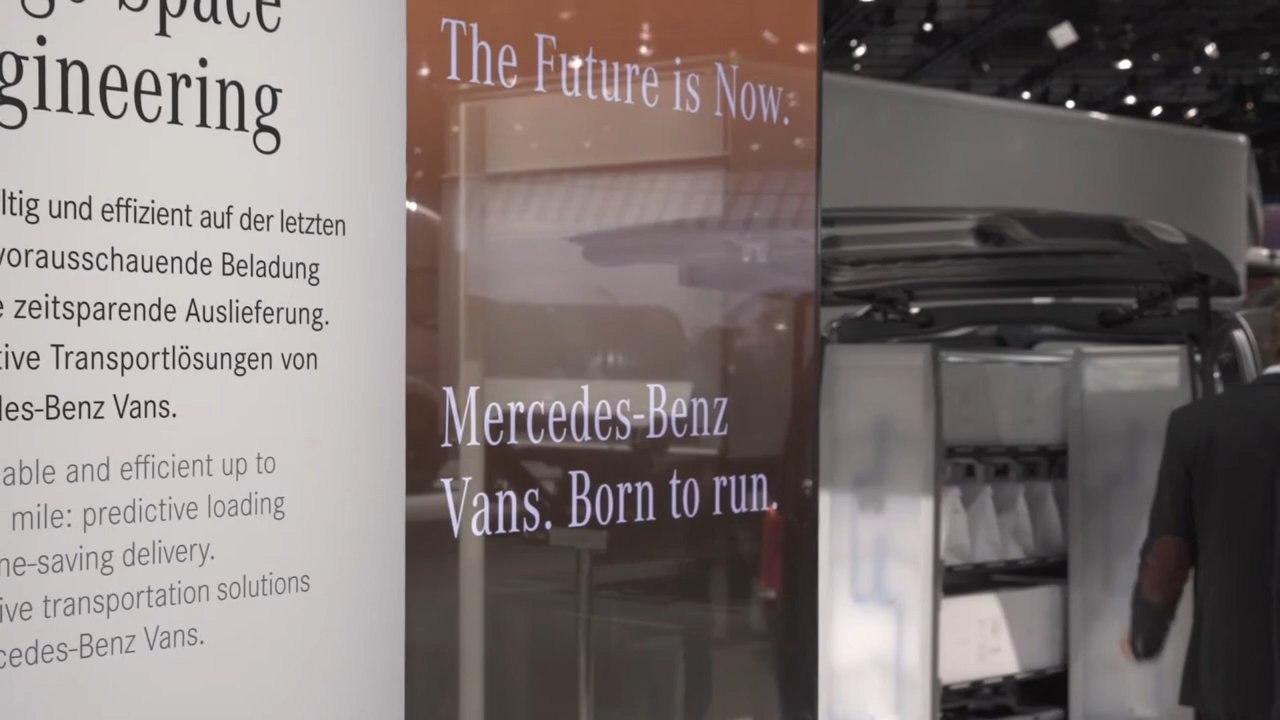 Space
gineering
ltig und effizient auf der letzten
vorausschauende Beladung
e zeitsparende Auslieferung.
tive Transportlösungen von
des-Benz Vans.
able and efficient up to
mile: predictive loading
ne-saving delivery.
ive transportation solutions
cedes-Benz Vans.
The Future is Now.
Mercedes-Benz
Vans. Born to run.